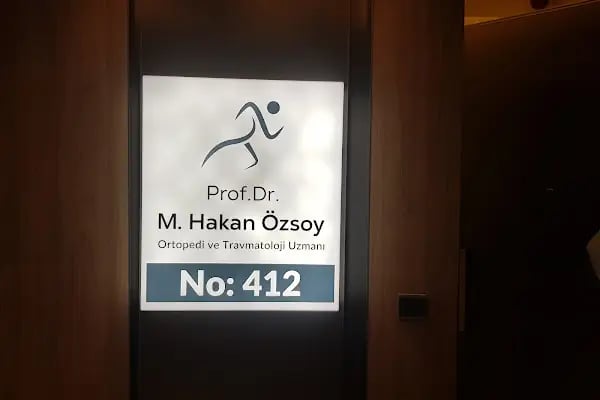 Prof.Dr.
M. Hakan Özsoy
Ortopedi ve Travmatoloji Uzmanı
No: 412